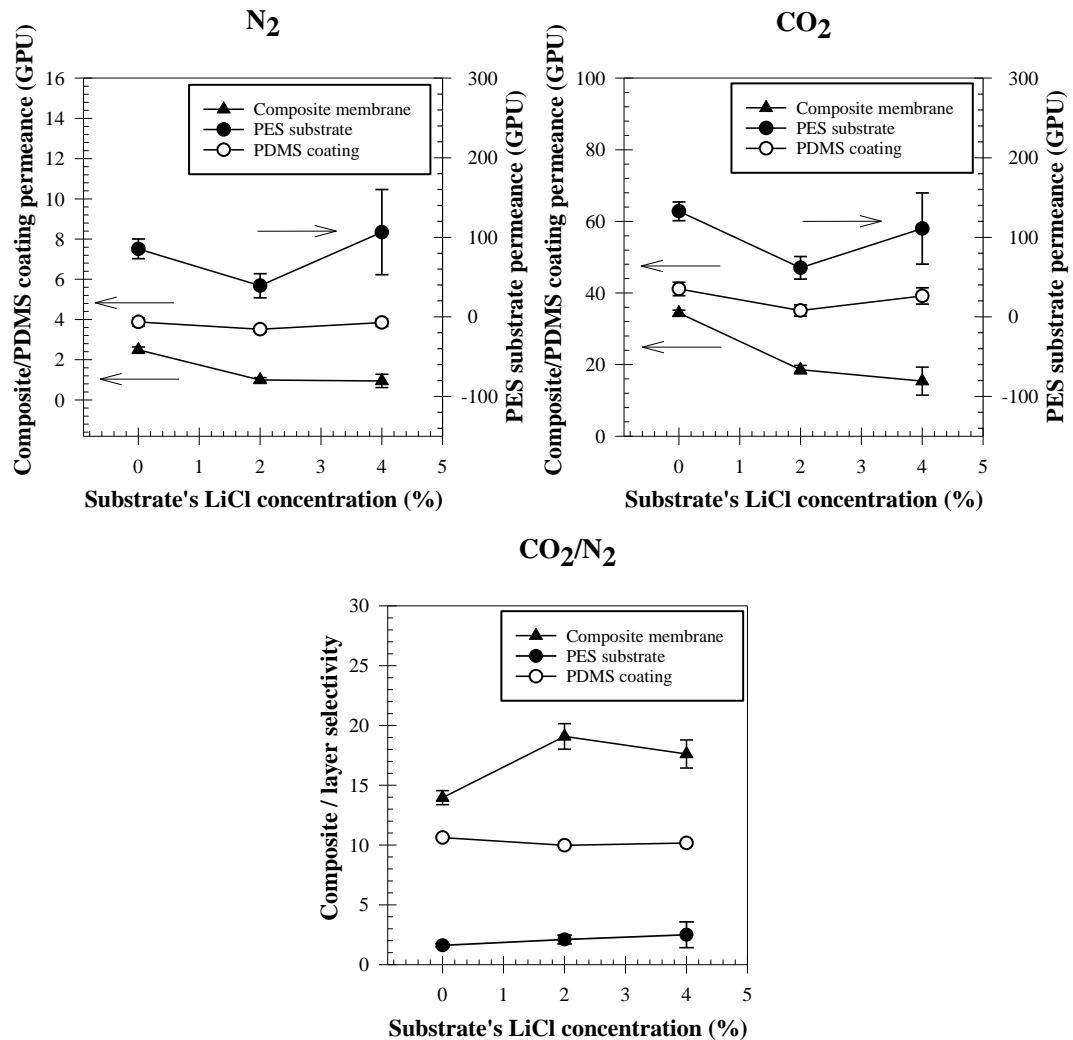 N2
Composite/PDMS coating permeance (GPU)
16
14
12
10
8
6
4
2
0
Composite membrane
PES substrate
PDMS coating
300
200
100
0
-100
PES substrate permeance (GPU)
0 1 2 3 4 5
Substrate's LiCl concentration (%)
CO2
Composite/PDMS coating permeance (GPU)
100
80
60
40
20
0
Composite membrane
PES substrate
PDMS coating
300
200
100
0
-100
PES substrate permeance (GPU)
0 1 2 3 4 5
Substrate's LiCl concentration (%)
CO2/N2
Composite / layer selectivity
30
25
20
15
10
5
0
Composite membrane
PES substrate
PDMS coating
0 1 2 3 4 5
Substrate's LiCl concentration (%)